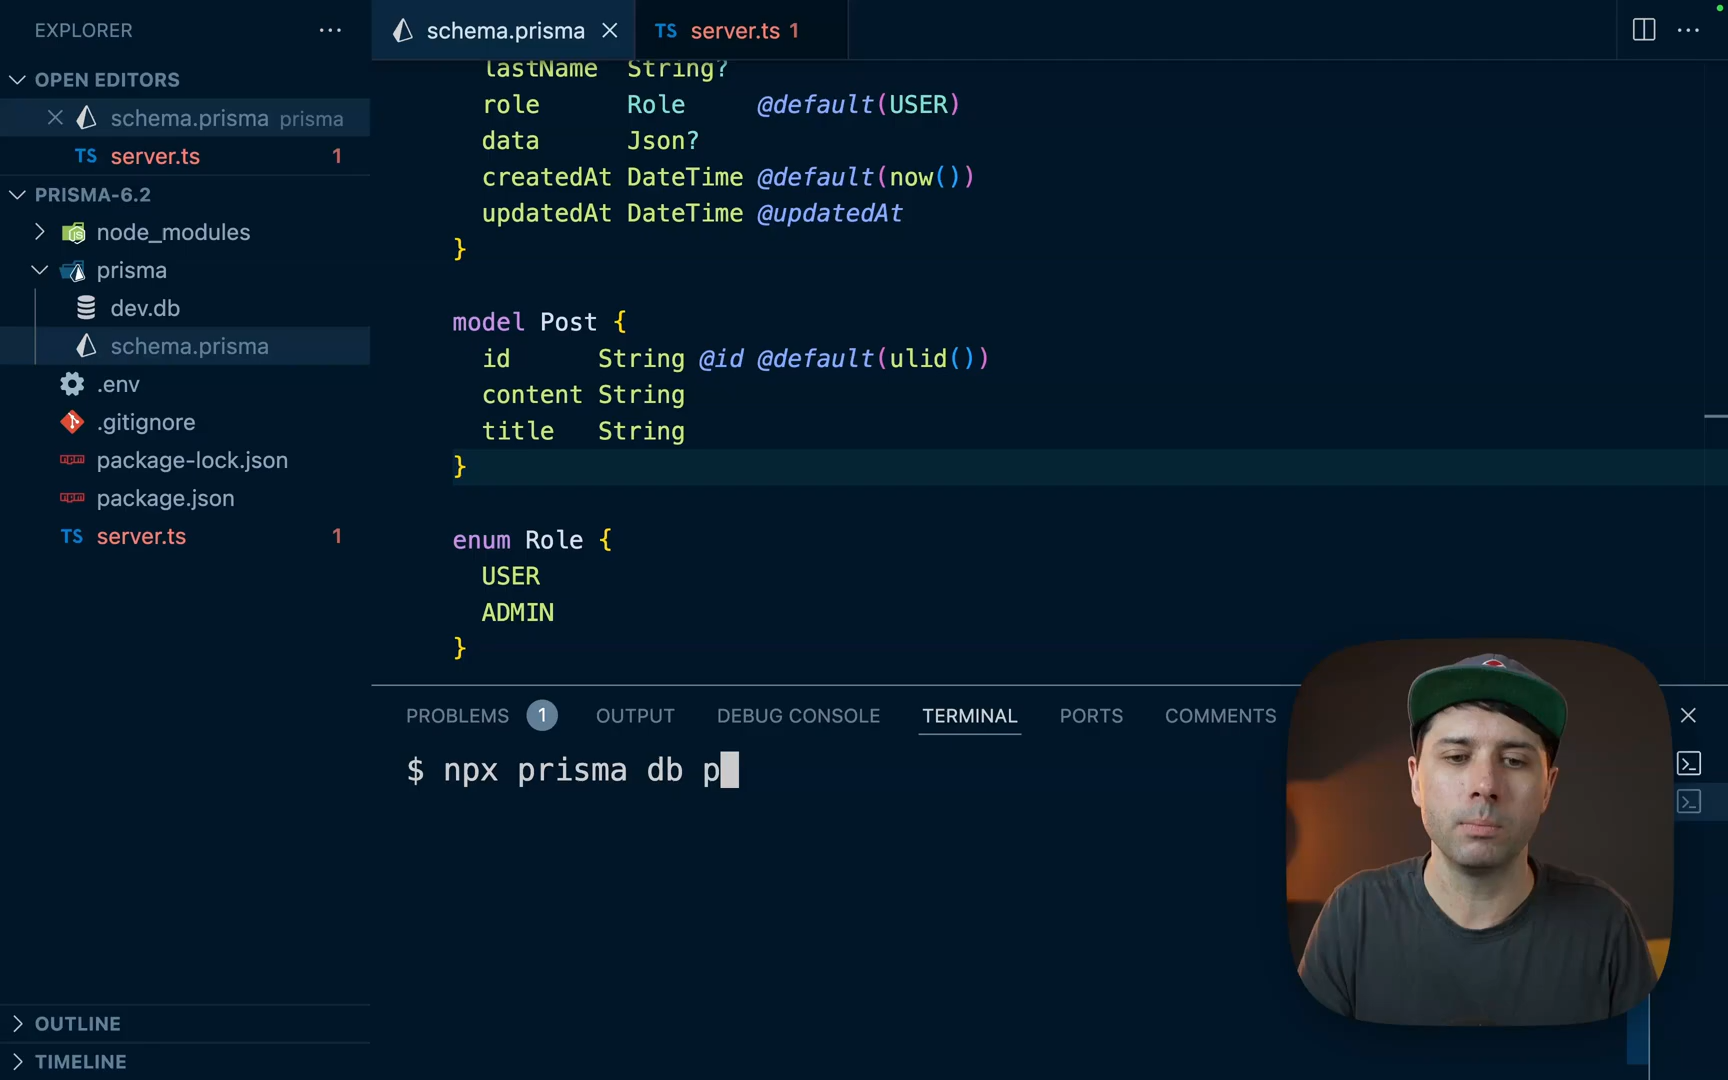 EXPLORER
OPEN EDITORS
schema.prisma prisma
TS server.ts 1
PRISMA-6.2
node_modules
prisma
dev.db
schema.prisma
.env
.gitignore
package-lock.json
package.json
TS server.ts 1
OUTLINE
TIMELINE
schema.prisma
TS server.ts 1
lastName String?
role Role @default(USER)
data Json?
createdAt DateTime @default(now())
updatedAt DateTime @updatedAt
}
model Post {
id String @id @default(ulid())
content String
title String
}
enum Role {
USER
ADMIN
}
PROBLEMS 1 OUTPUT DEBUG CONSOLE TERMINAL PORTS COMMENTS
$ npx prisma db p